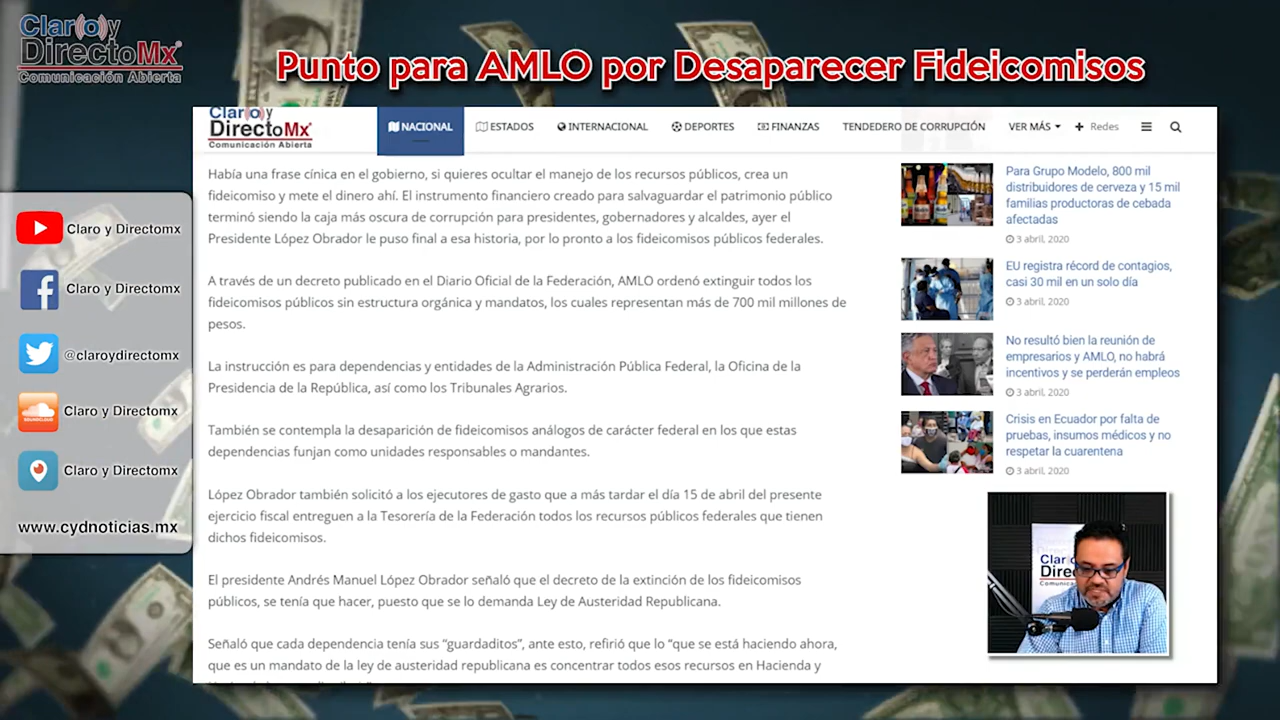 Claro y
DirectoMx
Comunicación Abierta
Punto para AMLO por Desaparecer Fideicomisos
Claro y
DirectoMx
Comunicación Abierta
NACIONAL
ESTADOS
INTERNACIONAL
DEPORTES
FINANZAS
TENDEDERO DE CORRUPCIÓN
VER MÁS
Redes
Había una frase cínica en el gobierno, si quieres ocultar el manejo de los recursos públicos, crea un
fideicomiso y mete el dinero ahí. El instrumento financiero creado para salvaguardar el patrimonio público
terminó siendo la caja más oscura de corrupción para presidentes, gobernadores y alcaldes, ayer el
Presidente López Obrador le puso final a esa historia, por lo pronto a los fideicomisos públicos federales.
A través de un decreto publicado en el Diario Oficial de la Federación, AMLO ordenó extinguir todos los
fideicomisos públicos sin estructura orgánica y mandatos, los cuales representan más de 700 mil millones de
pesos.
La instrucción es para dependencias y entidades de la Administración Pública Federal, la Oficina de la
Presidencia de la República, así como los Tribunales Agrarios.
También se contempla la desaparición de fideicomisos análogos de carácter federal en los que estas
dependencias funjan como unidades responsables o mandantes.
López Obrador también solicitó a los ejecutores de gasto que a más tardar el día 15 de abril del presente
ejercicio fiscal entreguen a la Tesorería de la Federación todos los recursos públicos federales que tienen
dichos fideicomisos.
El presidente Andrés Manuel López Obrador señaló que el decreto de la extinción de los fideicomisos
públicos, se tenía que hacer, puesto que se lo demanda Ley de Austeridad Republicana.
Señaló que cada dependencia tenía sus “guardaditos”, ante esto, refirió que lo “que se está haciendo ahora,
que es un mandato de la ley de austeridad republicana es concentrar todos esos recursos en Hacienda y
Para Grupo Modelo, 800 mil
distribuidores de cerveza y 15 mil
familias productoras de cebada
afectadas
3 abril, 2020
EU registra récord de contagios,
casi 30 mil en un solo día
3 abril, 2020
No resultó bien la reunión de
empresarios y AMLO, no habrá
incentivos y se perderán empleos
3 abril, 2020
Crisis en Ecuador por falta de
pruebas, insumos médicos y no
respetar la cuarentena
3 abril, 2020
Claro y Directomx
Claro y Directomx
@claroydirectomx
SOUNDCLOUD
Claro y Directomx
Claro y Directomx
www.cydnoticias.mx